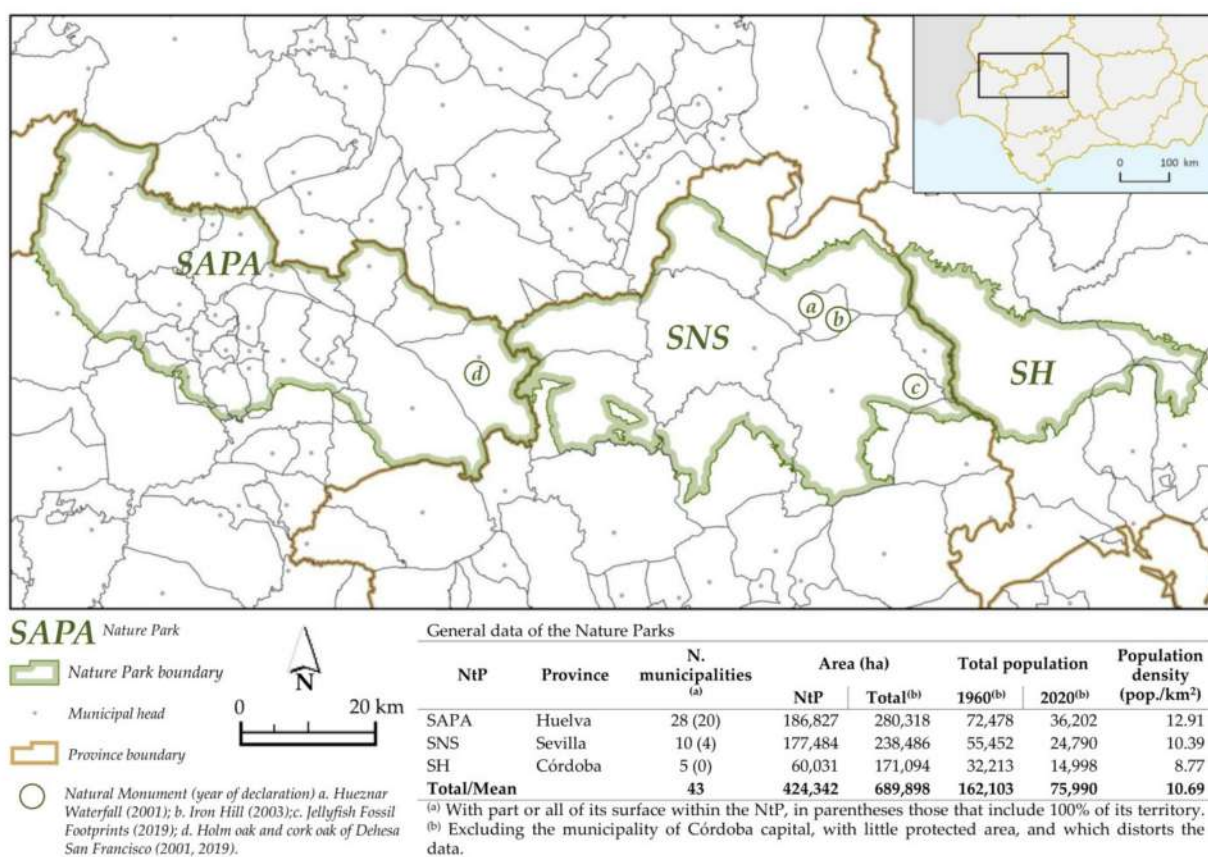 0 100 km
SAPA
SNS
SH
a
b
c
d
SAPA Nature Park
Nature Park boundary
Municipal head
Province boundary
Natural Monument (year of declaration) a. Hueznar
Waterfall (2001); b. Iron Hill (2003);c. Jellyfish Fossil
Footprints (2019); d. Holm oak and cork oak of Dehesa
San Francisco (2001, 2019).
N
0 20 km
General data of the Nature Parks
NtP Province N. municipalities (a) Area (ha) Total population Population density (pop./km²)
NtP Total(b) 1960(b) 2020(b)
SAPA Huelva 28 (20) 186,827 280,318 72,478 36,202 12.91
SNS Sevilla 10 (4) 177,484 238,486 55,452 24,790 10.39
SH Córdoba 5 (0) 60,031 171,094 32,213 14,998 8.77
Total/Mean 43 424,342 689,898 162,103 75,990 10.69
(a) With part or all of its surface within the NtP, in parentheses those that include 100% of its territory.
(b) Excluding the municipality of Córdoba capital, with little protected area, and which distorts the
data.